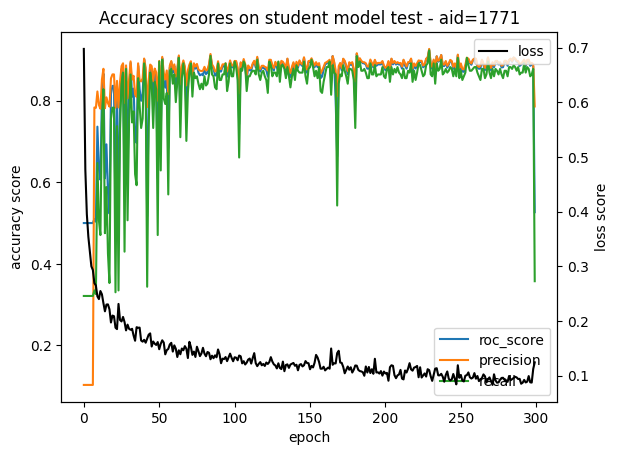 Accuracy scores on student model test - aid=1771
loss
accuracy score
loss score
0.8
0.6
0.4
0.2
0.7
0.6
0.5
0.4
0.3
0.2
0.1
roc_score
precision
recall
0
50
100
150
200
250
300
epoch